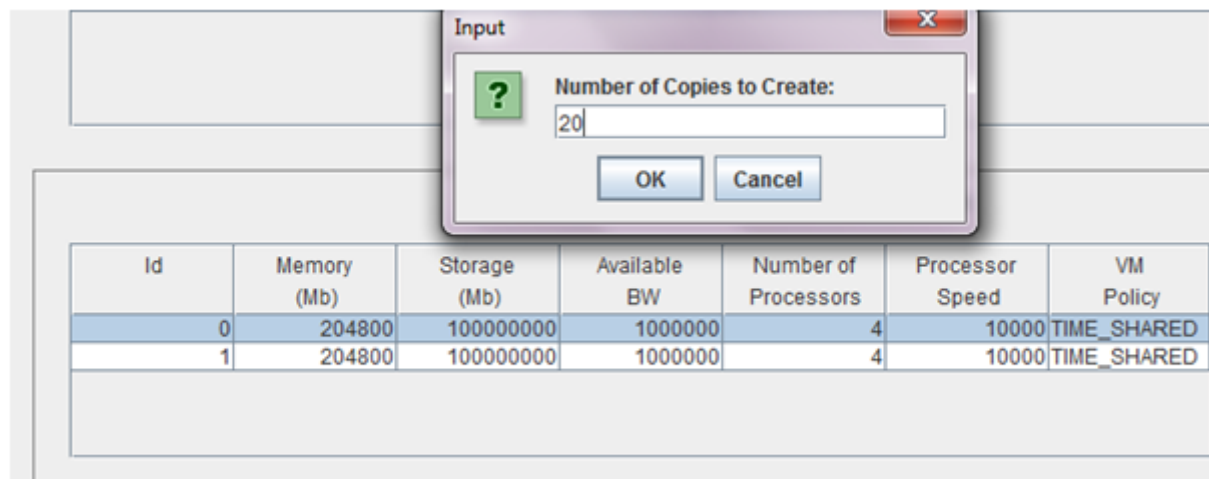 Input
x
?
Number of Copies to Create:
20
OK Cancel
Id Memory Storage Available Number of Processor VM
(Mb) (Mb) BW Processors Speed Policy
0 204800 100000000 1000000 4 10000 TIME_SHARED
1 204800 100000000 1000000 4 10000 TIME_SHARED